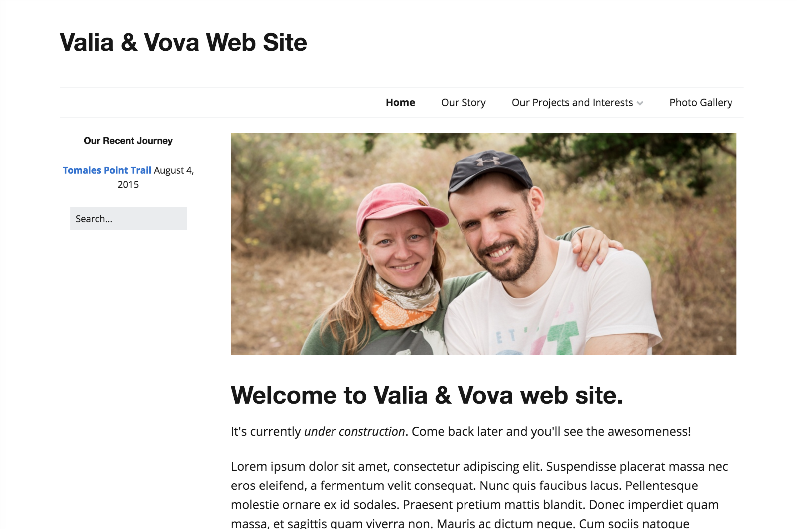 Valia & Vova Web Site
Home Our Story Our Projects and Interests Photo Gallery
Our Recent Journey
Tomales Point Trail August 4,
2015
Search...
Welcome to Valia & Vova web site.
It's currently under construction. Come back later and you'll see the awesomeness!
Lorem ipsum dolor sit amet, consectetur adipiscing elit. Suspendisse placerat massa nec
eros eleifend, a fermentum velit consequat. Nunc quis faucibus lacus. Pellentesque
molestie ornare ex id sodales. Praesent pretium mattis blandit. Donec imperdiet quam
massa, et sagittis quam viverra non. Mauris ac dictum neque. Cum sociis natoque